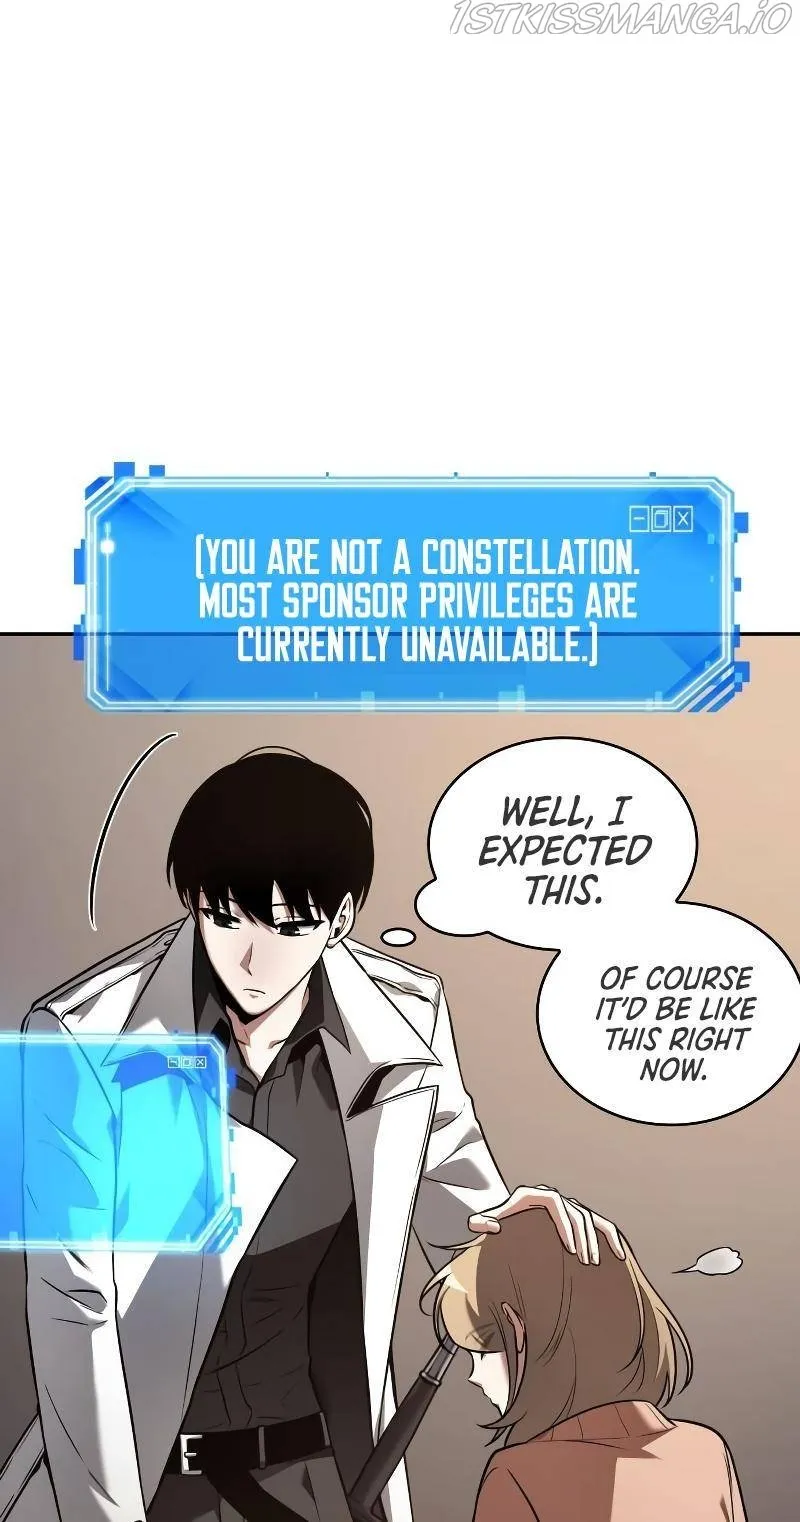 1STKISSMANGA.IO
[YOU ARE NOT A CONSTELLATION.
MOST SPONSOR PRIVILEGES ARE
CURRENTLY UNAVAILABLE.]
WELL, I
EXPECTED
THIS.
OF COURSE
IT'D BE LIKE
THIS RIGHT
NOW.